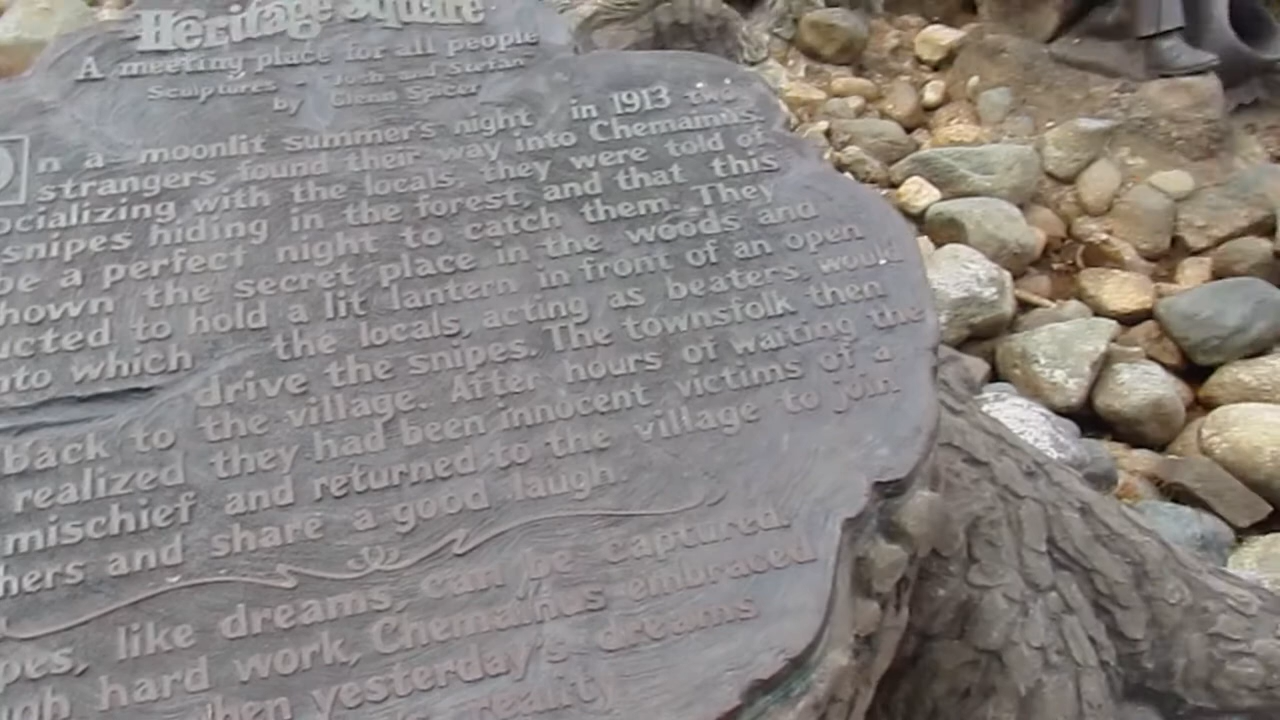 Heritage Square
A meeting place for all people
Sculptures - "Josh and Stefan"
by Glenn Spicer
On a moonlit summer's night in 1913 two
strangers found their way into Chemainus.
ocializing with the locals, they were told of
snipes hiding in the forest, and that this
be a perfect night to catch them. They
hown the secret place in the woods and
ucted to hold a lit lantern in front of an open
nto which the locals, acting as beaters, would
drive the snipes. The townsfolk then
back to the village. After hours of waiting the
realized they had been innocent victims of a
mischief and returned to the village to join
hers and share a good laugh.
pes, like dreams, can be captured.
ugh hard work, Chemainus embraced
hen yesterday's dreams
reality